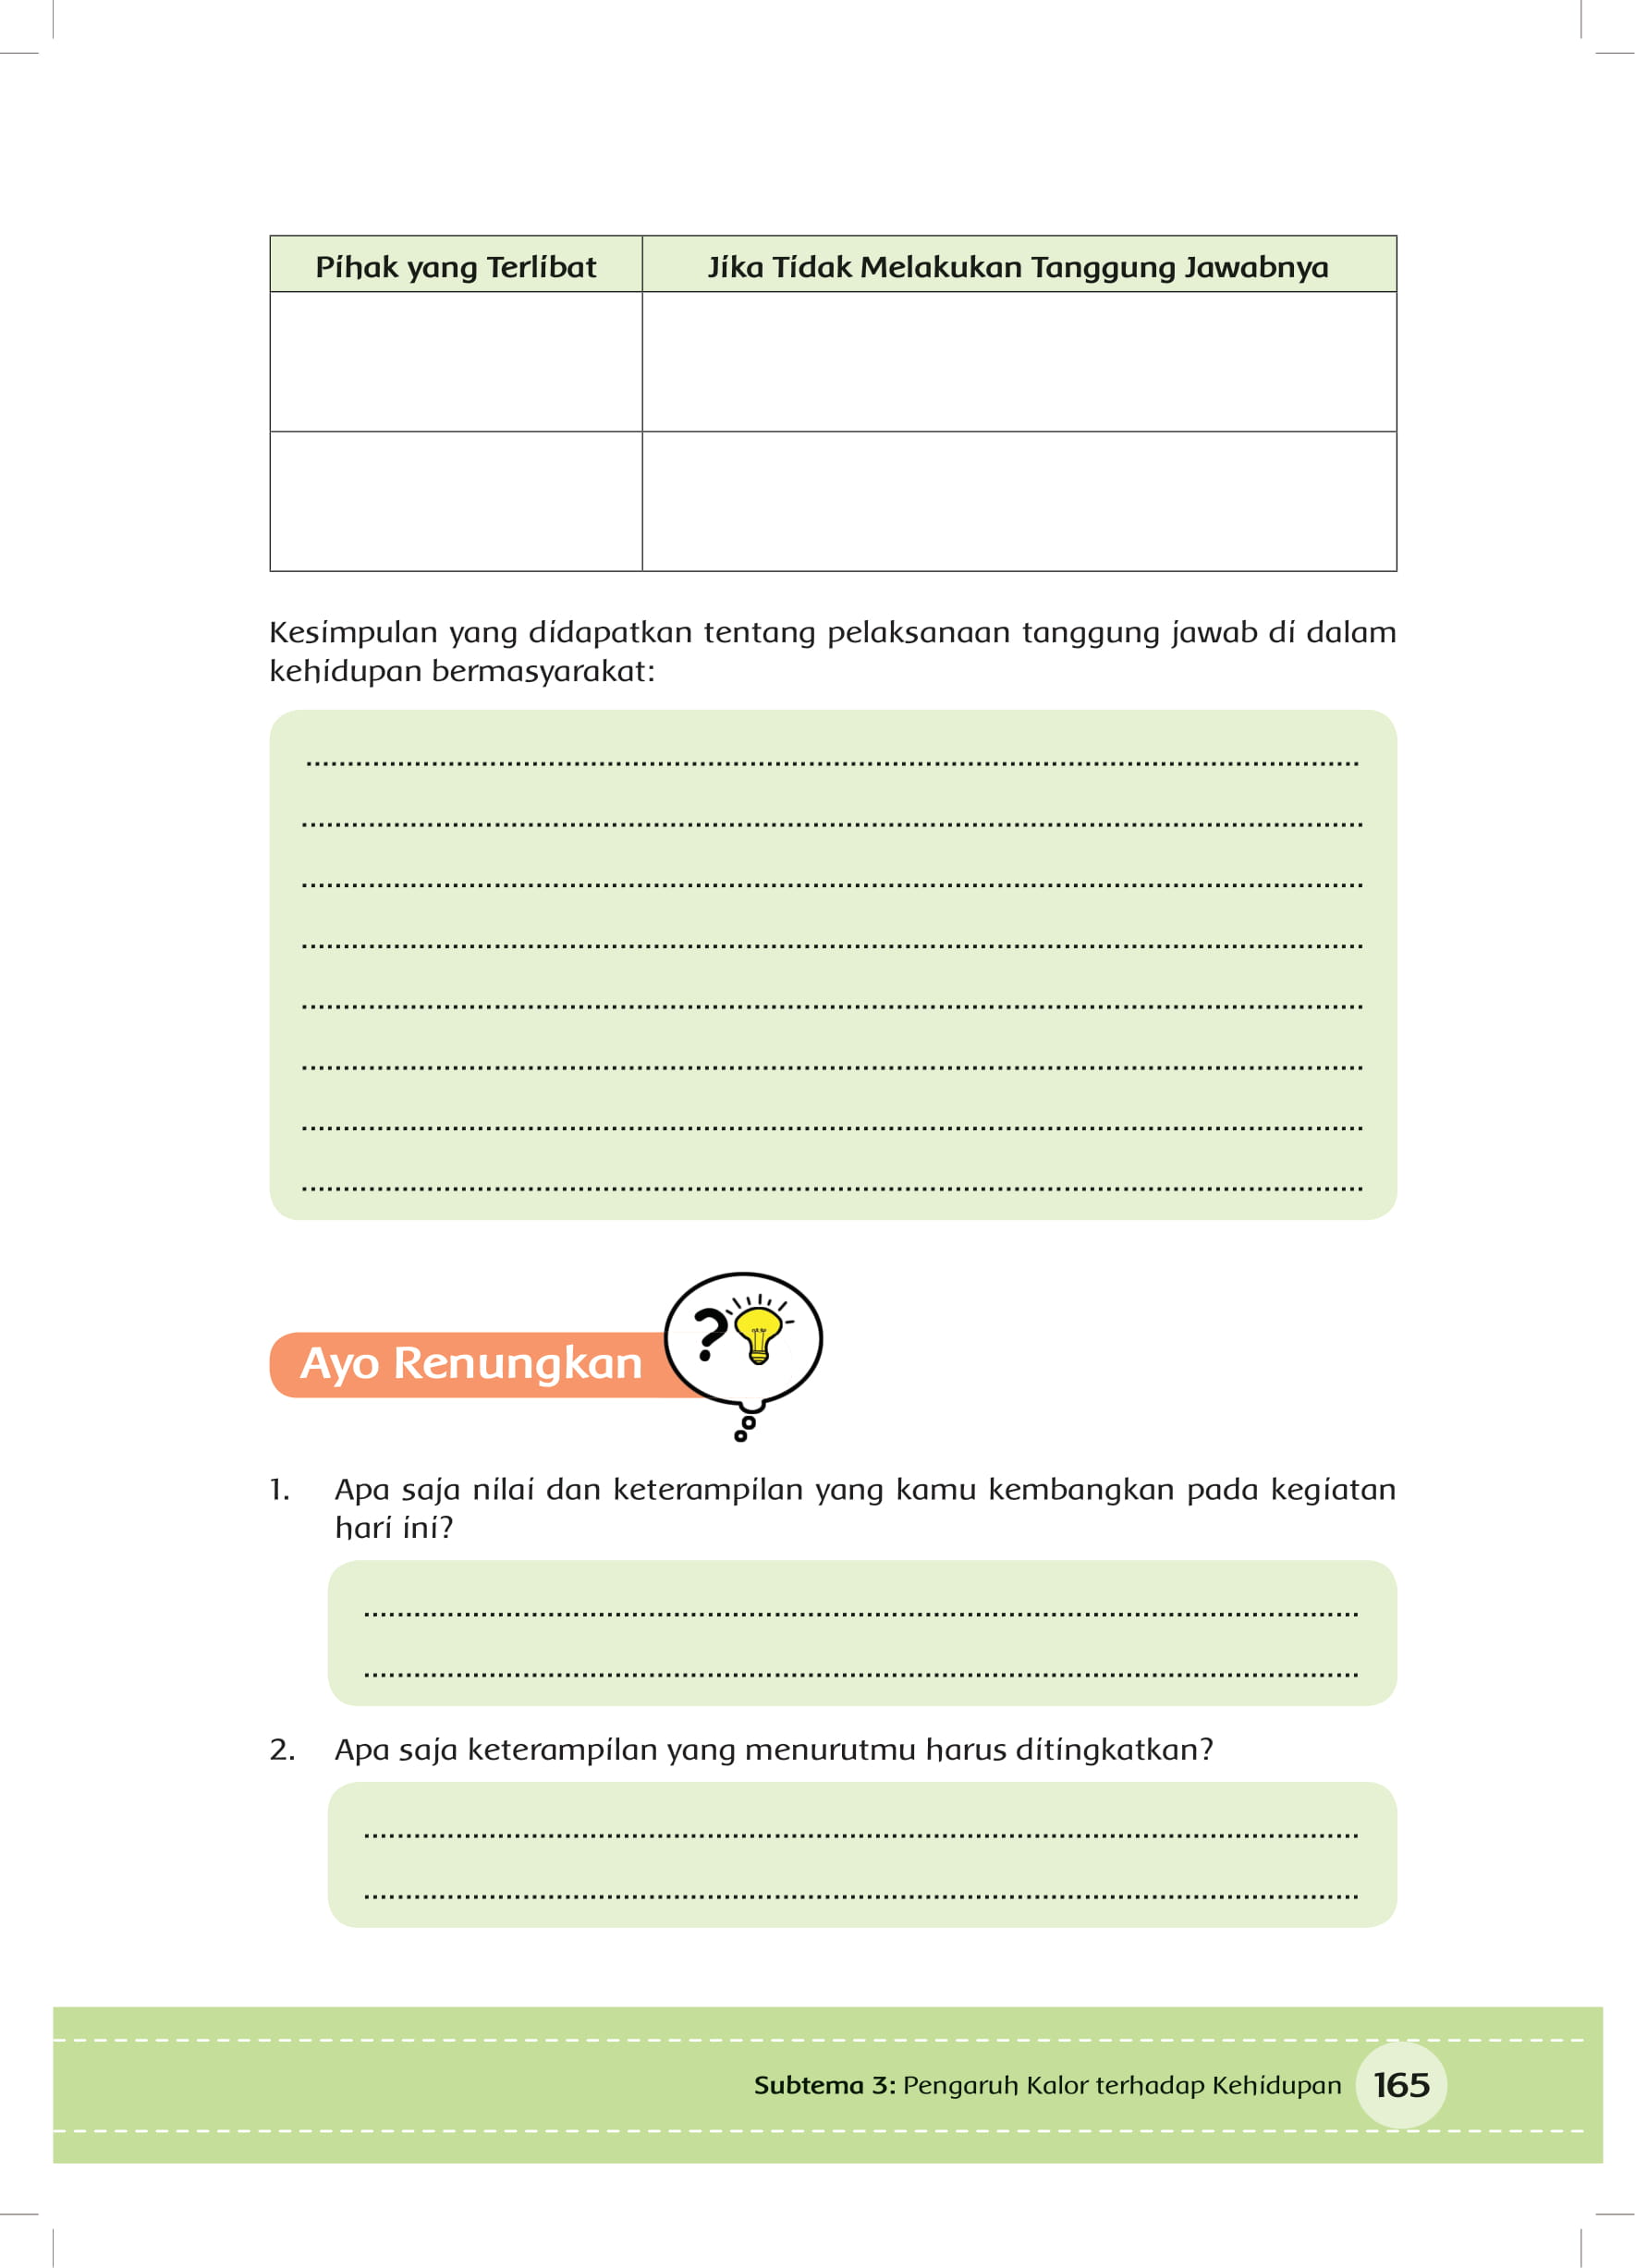 Pihak yang Terlibat
Jika Tidak Melakukan Tanggung Jawabnya
Kesimpulan yang didapatkan tentang pelaksanaan tanggung jawab di dalam
kehidupan bermasyarakat:
Ayo Renungkan
?
1. Apa saja nilai dan keterampilan yang kamu kembangkan pada kegiatan
hari ini?
2. Apa saja keterampilan yang menurutmu harus ditingkatkan?
Subtema 3: Pengaruh Kalor terhadap Kehidupan
165